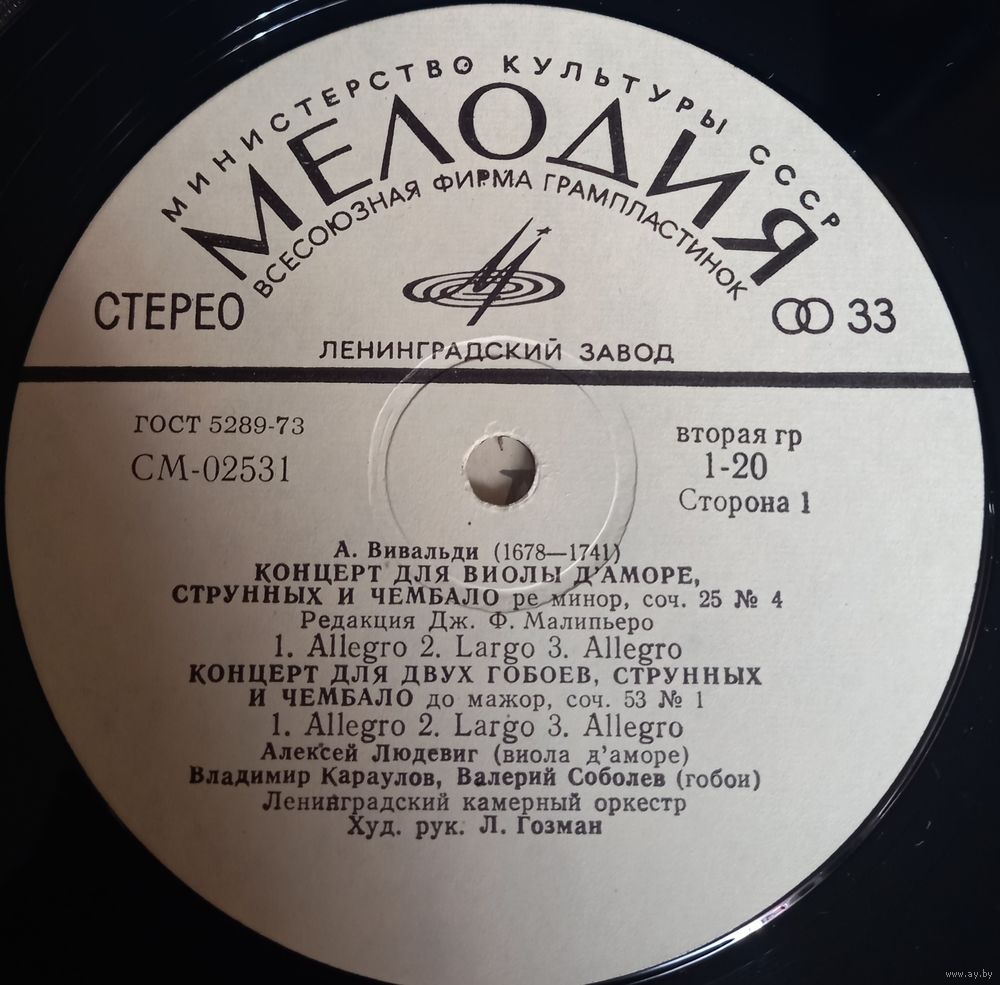 МИНИСТЕРСТВО КУЛЬТУРЫ СССР
МЕЛОДИЯ
ВСЕСОЮЗНАЯ ФИРМА ГРАМПЛАСТИНОК
СТЕРЕО
33
ЛЕНИНГРАДСКИЙ ЗАВОД
ГОСТ 5289-73
СМ-02531
вторая гр
1-20
Сторона 1
А. Вивальди (1678—1741)
КОНЦЕРТ ДЛЯ ВИОЛЫ Д'АМОРЕ,
СТРУННЫХ И ЧЕМБАЛО ре минор, соч. 25 № 4
Редакция Дж. Ф. Малипьеро
1. Allegro 2. Largo 3. Allegro
КОНЦЕРТ ДЛЯ ДВУХ ГОБОЕВ, СТРУННЫХ
И ЧЕМБАЛО до мажор, соч. 53 № 1
1. Allegro 2. Largo 3. Allegro
Алексей Людевиг (виола д'аморе)
Владимир Караулов, Валерий Соболев (гобои)
Ленинградский камерный оркестр
Худ. рук. Л. Гозман
www.ay.by